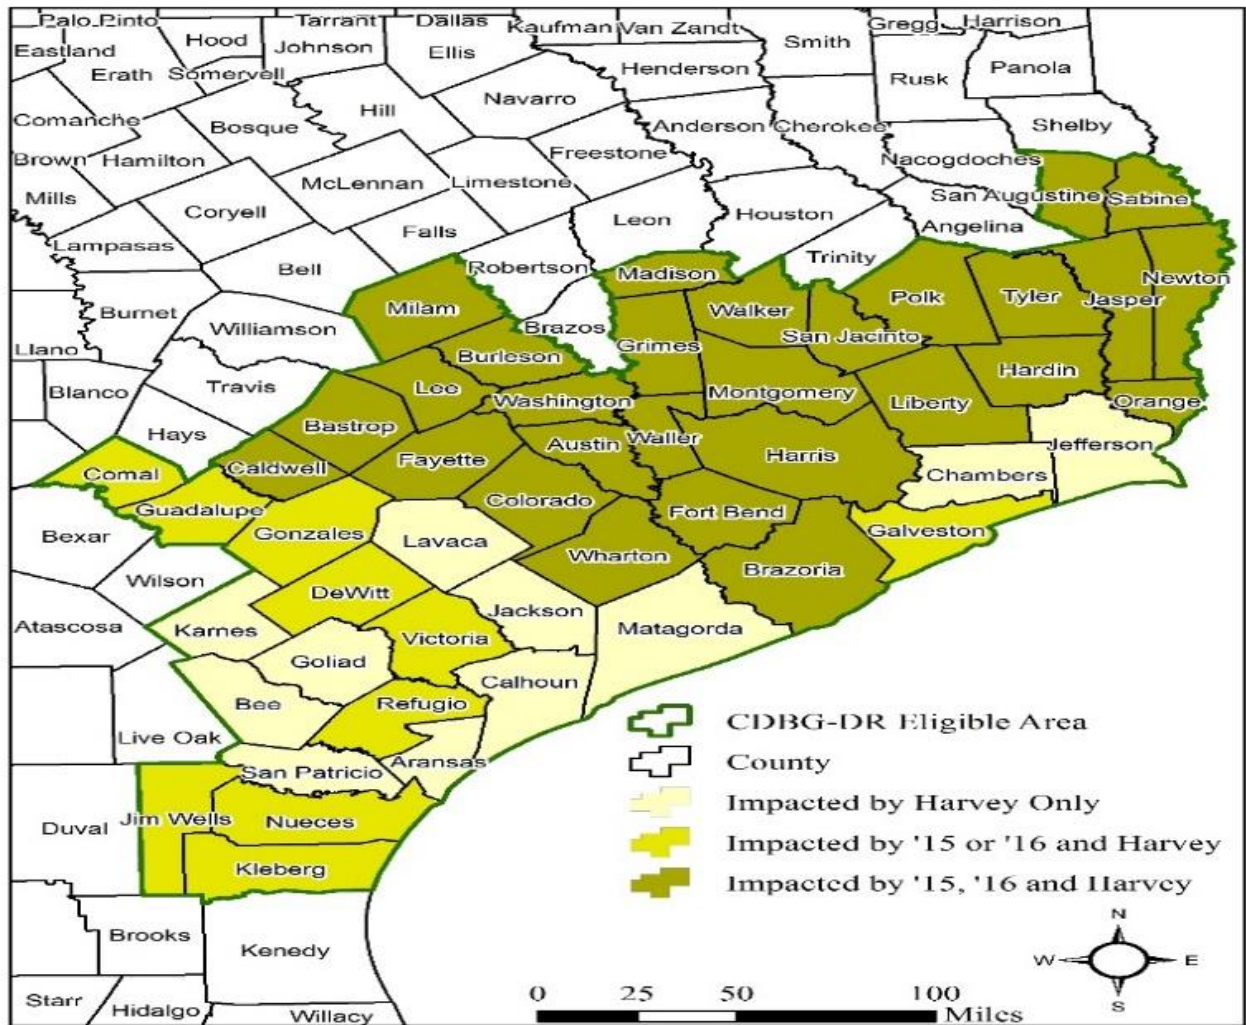 Palo Pinto
Tarrant
Dallas
Kaufman
Van Zandt
Gregg
Harrison
Eastland
Hood
Johnson
Ellis
Smith
Erath
Somervell
Henderson
Rusk
Panola
Comanche
Bosque
Hill
Navarro
Anderson
Cherokee
Shelby
Brown
Hamilton
Freestone
Nacogdoches
Mills
McLennan
Limestone
San Augustine
Sabine
Coryell
Leon
Houston
Angelina
Lampasas
Falls
Trinity
Bell
Robertson
Madison
Newton
Burnet
Milam
Walker
Polk
Tyler
Jasper
Williamson
Brazos
San Jacinto
Llano
Burleson
Grimes
Hardin
Blanco
Travis
Lee
Washington
Montgomery
Liberty
Orange
Hays
Bastrop
Austin
Waller
Jefferson
Comal
Caldwell
Fayette
Harris
Chambers
Guadalupe
Colorado
Fort Bend
Galveston
Bexar
Gonzales
Lavaca
Wharton
Brazoria
Wilson
DeWitt
Jackson
Atascosa
Karnes
Victoria
Matagorda
Goliad
Calhoun
Bee
Refugio
Live Oak
Aransas
San Patricio
Duval
Jim Wells
Nueces
Kleberg
Brooks
Kenedy
Starr
Hidalgo
Willacy
CDBG-DR Eligible Area
County
Impacted by Harvey Only
Impacted by '15 or '16 and Harvey
Impacted by '15, '16 and Harvey
N
W
E
S
0 25 50 100
Miles